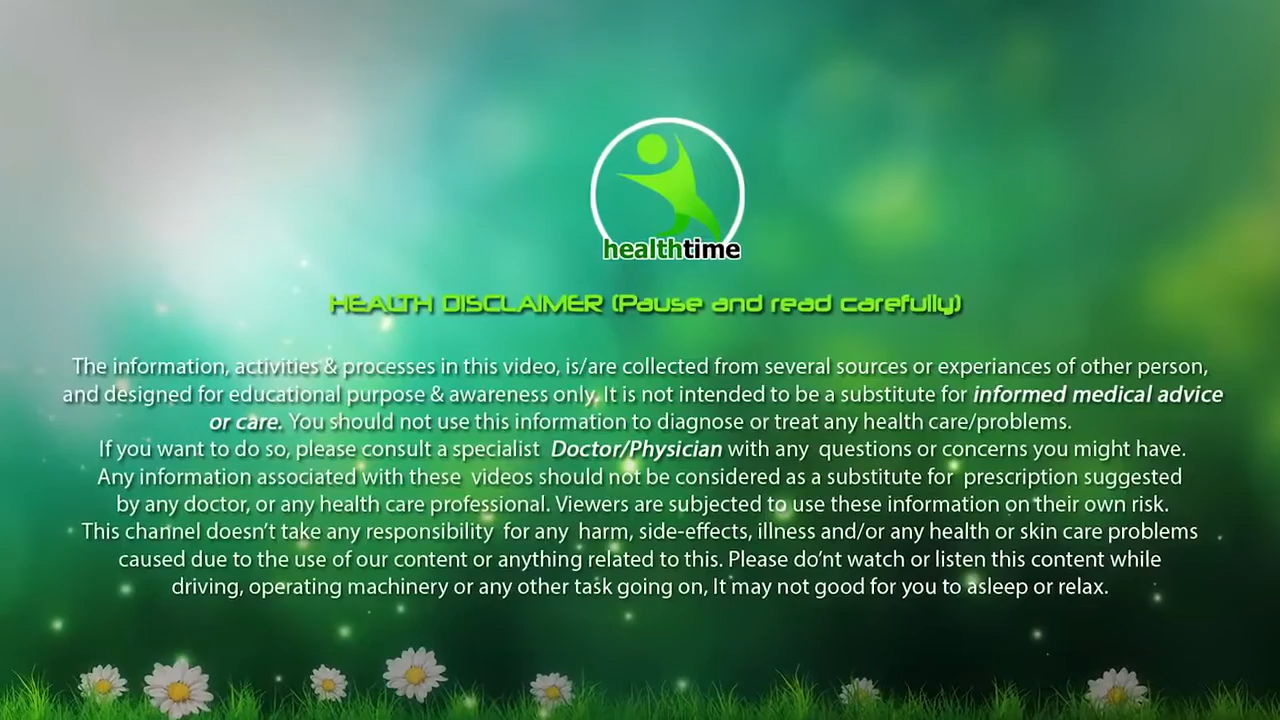 healthtime
HEALTH DISCLAIMER (Pause and read carefully)
The information, activities & processes in this video, is/are collected from several sources or experiances of other person,
and designed for educational purpose & awareness only. It is not intended to be a substitute for informed medical advice
or care. You should not use this information to diagnose or treat any health care/problems.
If you want to do so, please consult a specialist Doctor/Physician with any questions or concerns you might have.
Any information associated with these videos should not be considered as a substitute for prescription suggested
by any doctor, or any health care professional. Viewers are subjected to use these information on their own risk.
This channel doesn't take any responsibility for any harm, side-effects, illness and/or any health or skin care problems
caused due to the use of our content or anything related to this. Please do'nt watch or listen this content while
driving, operating machinery or any other task going on, It may not good for you to asleep or relax.